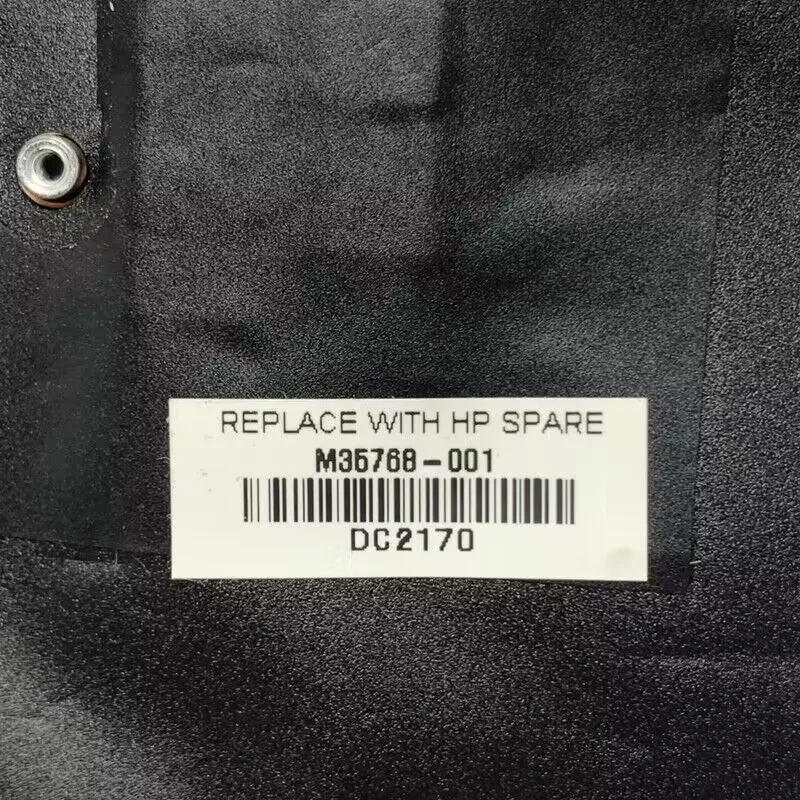 REPLACE WITH HP SPARE
M35768-001
DC2170